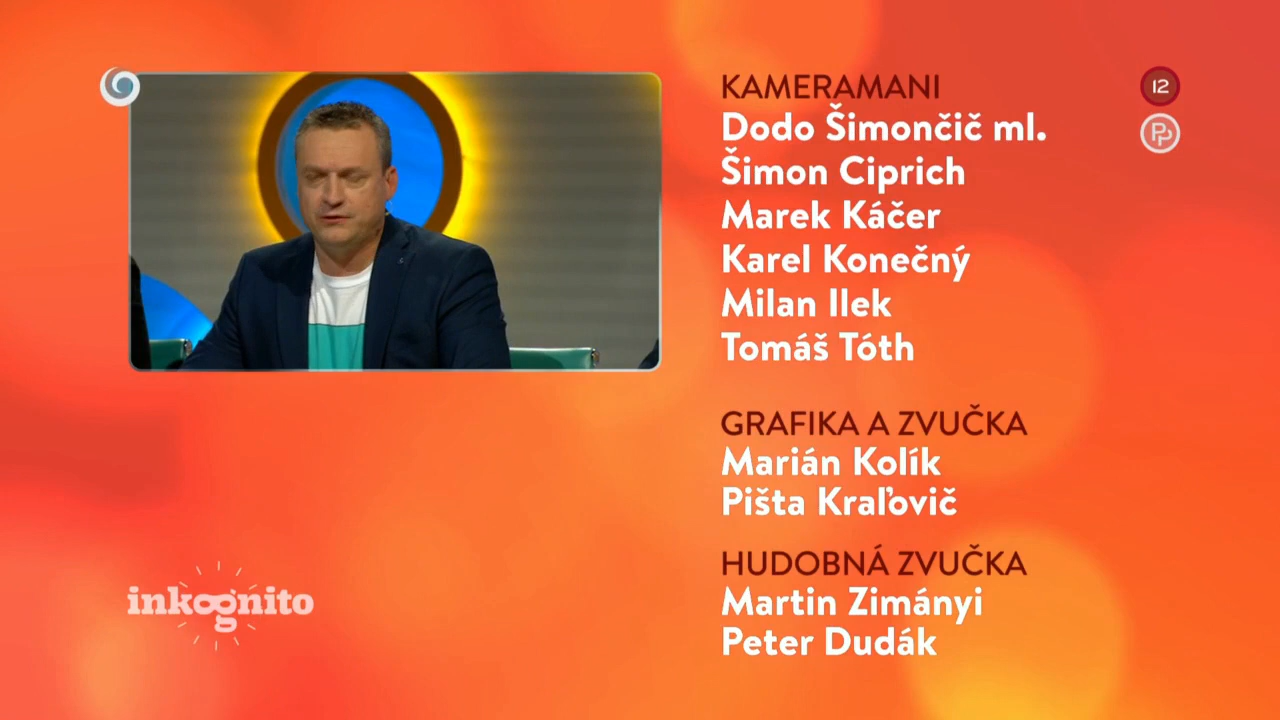 KAMERAMANI
Dodo Šimončič ml.
Šimon Ciprich
Marek Káčer
Karel Konečný
Milan Ilek
Tomáš Tóth
GRAFIKA A ZVUČKA
Marián Kolík
Pišta Kraľovič
HUDOBNÁ ZVUČKA
Martin Zimányi
Peter Dudák
12
PP
inkognito